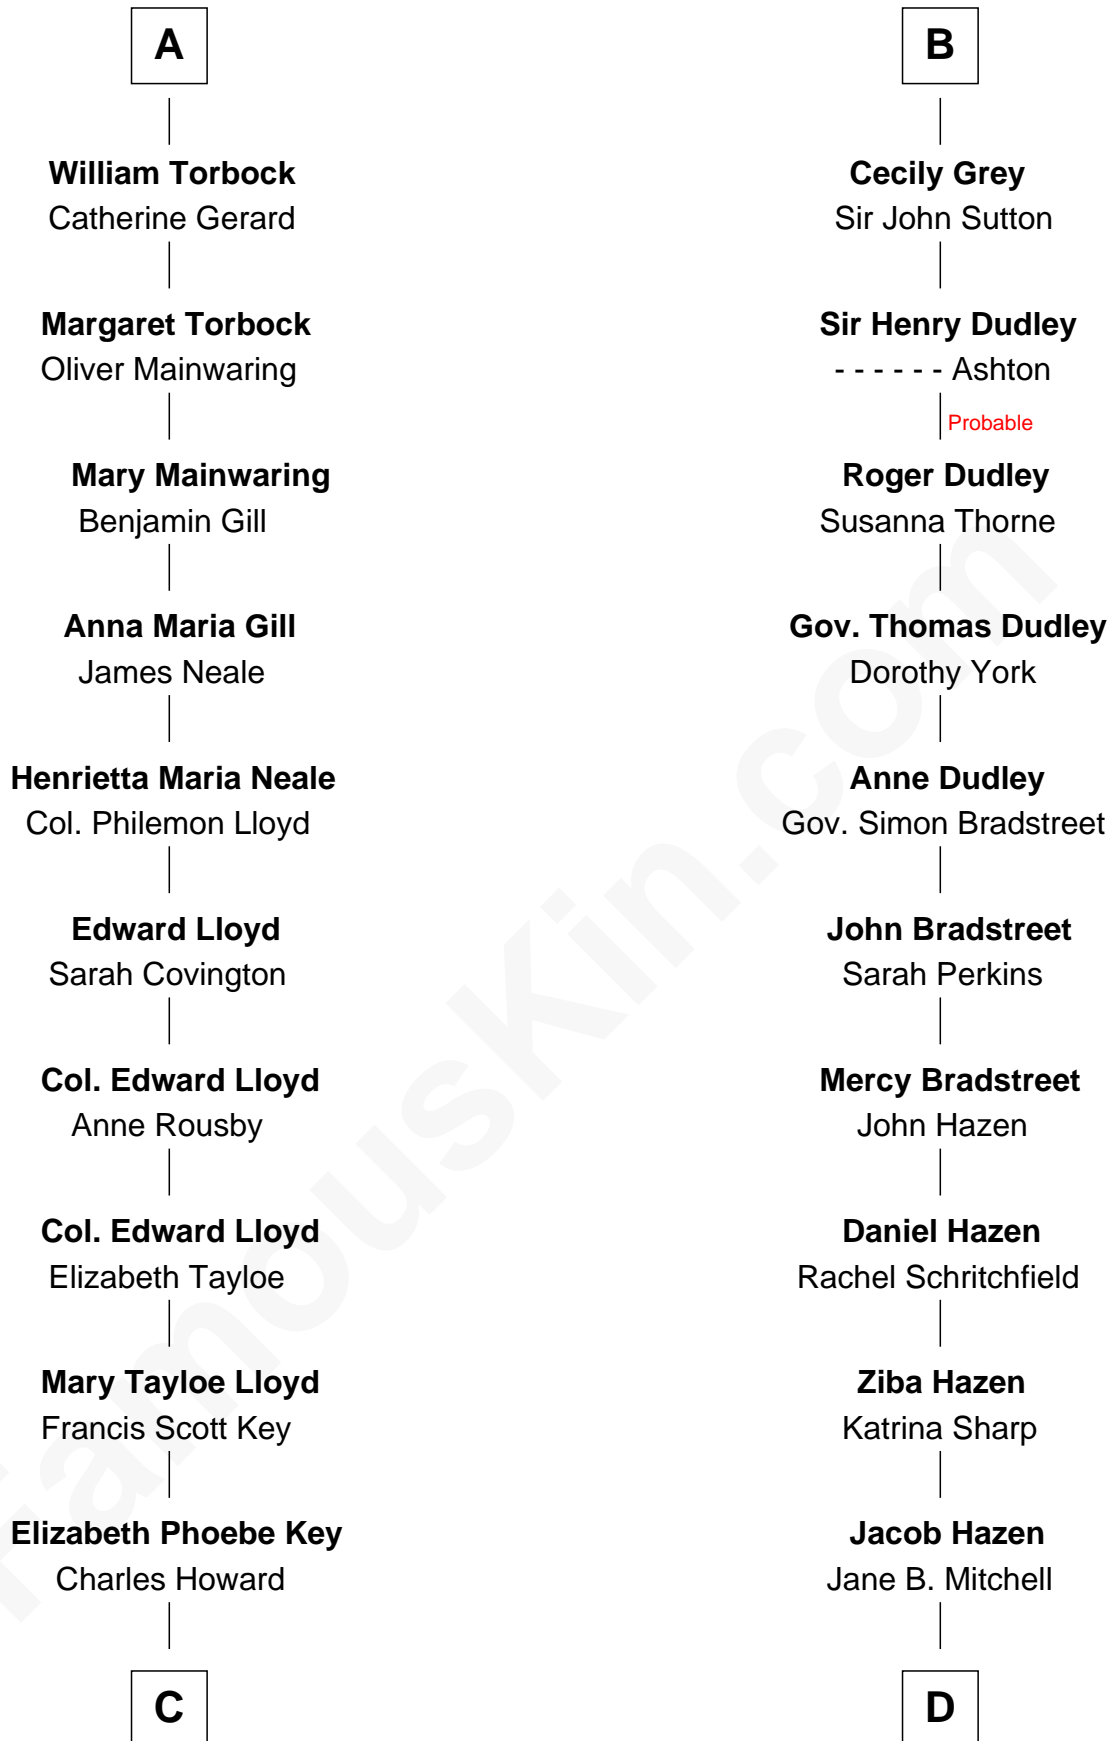 A
William Torbock
Catherine Gerard
Margaret Torbock
Oliver Mainwaring
Mary Mainwaring
Benjamin Gill
Anna Maria Gill
James Neale
Henrietta Maria Neale
Col. Philemon Lloyd
Edward Lloyd
Sarah Covington
Col. Edward Lloyd
Anne Rousby
Col. Edward Lloyd
Elizabeth Tayloe
Mary Tayloe Lloyd
Francis Scott Key
Elizabeth Phoebe Key
Charles Howard
C
B
Cecily Grey
Sir John Sutton
Sir Henry Dudley
- - - - - - Ashton
Probable
Roger Dudley
Susanna Thorne
Gov. Thomas Dudley
Dorothy York
Anne Dudley
Gov. Simon Bradstreet
John Bradstreet
Sarah Perkins
Mercy Bradstreet
John Hazen
Daniel Hazen
Rachel Schritchfield
Ziba Hazen
Katrina Sharp
Jacob Hazen
Jane B. Mitchell
D
FamousKin.com